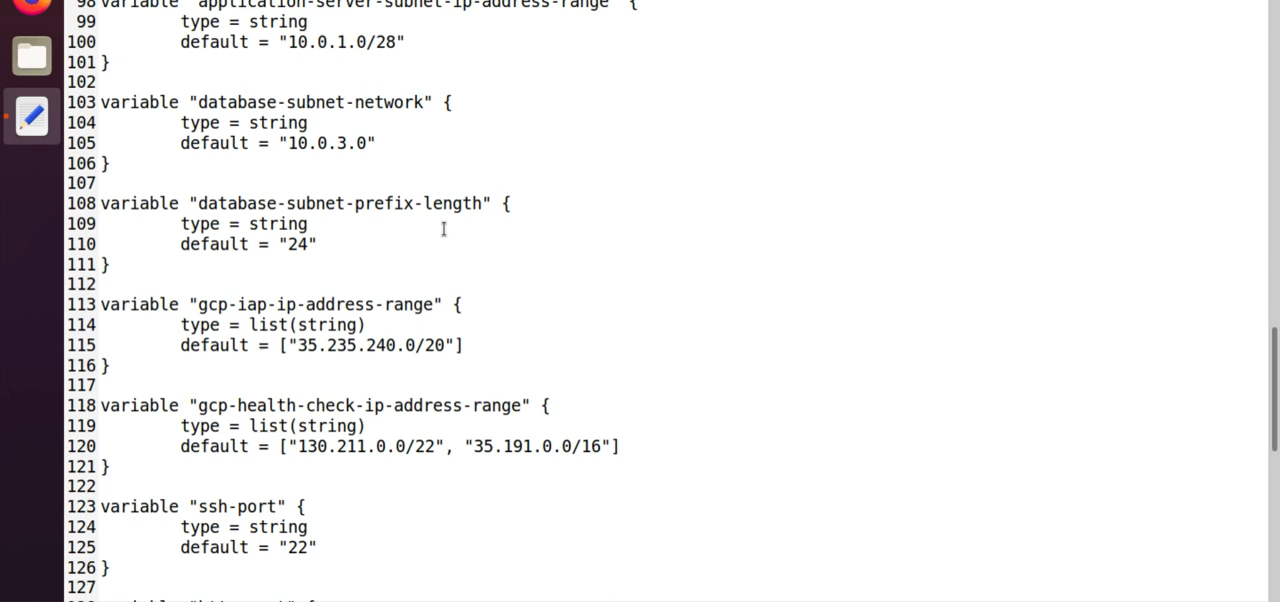 98 variable "application-server-subnet-ip-address-range" {
99 type = string
100 default = "10.0.1.0/28"
101 }
102
103 variable "database-subnet-network" {
104 type = string
105 default = "10.0.3.0"
106 }
107
108 variable "database-subnet-prefix-length" {
109 type = string
110 default = "24"
111 }
112
113 variable "gcp-iap-ip-address-range" {
114 type = list(string)
115 default = ["35.235.240.0/20"]
116 }
117
118 variable "gcp-health-check-ip-address-range" {
119 type = list(string)
120 default = ["130.211.0.0/22", "35.191.0.0/16"]
121 }
122
123 variable "ssh-port" {
124 type = string
125 default = "22"
126 }
127